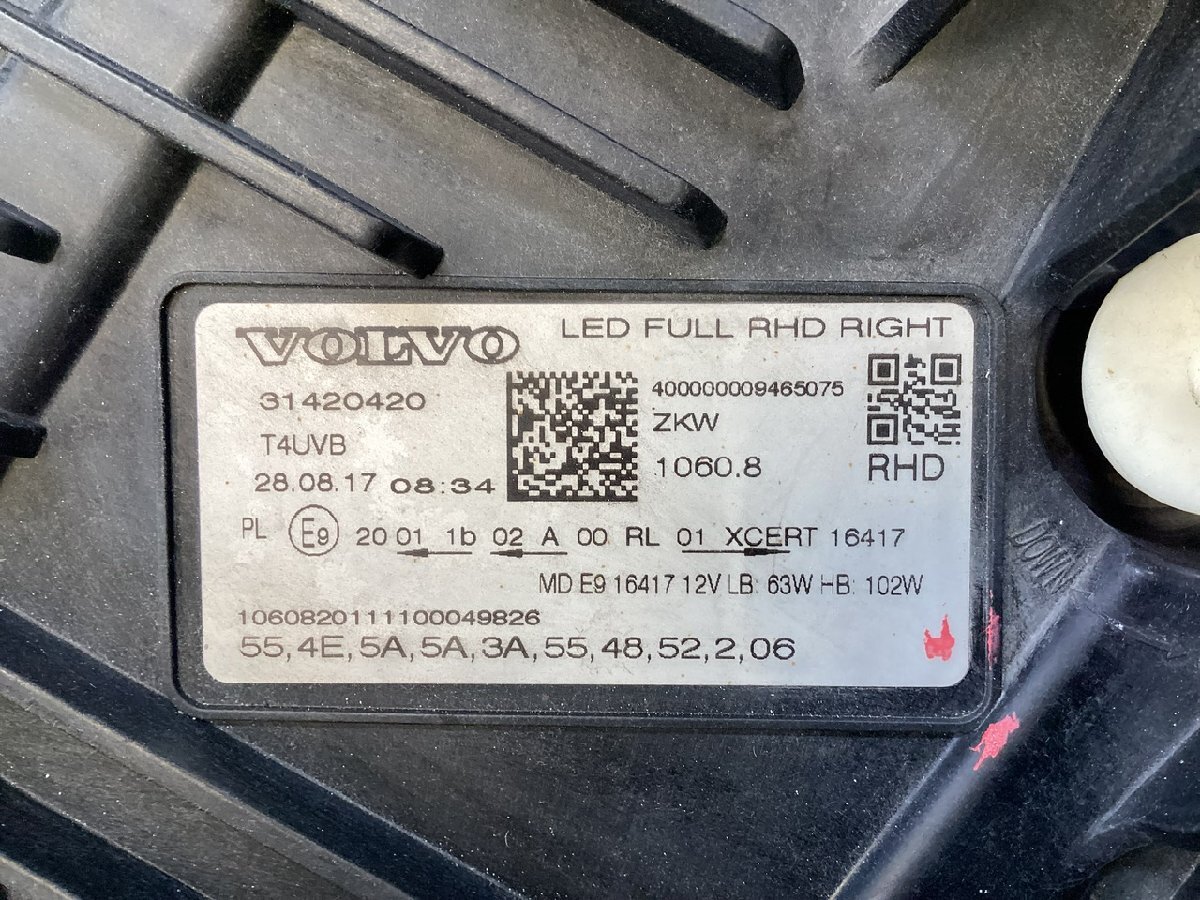 VOLVO LED FULL RHD RIGHT
31420420 400000009465075
T4UVB ZKW
28.08.17 08:34 1060.8 RHD
PL E9 20 01 1b 02 A 00 RL 01 XCERT 16417
MD E9 16417 12V LB: 63W HB: 102W
1060820111100049826
55,4E,5A,5A,3A,55,48,52,2,06
DOWN